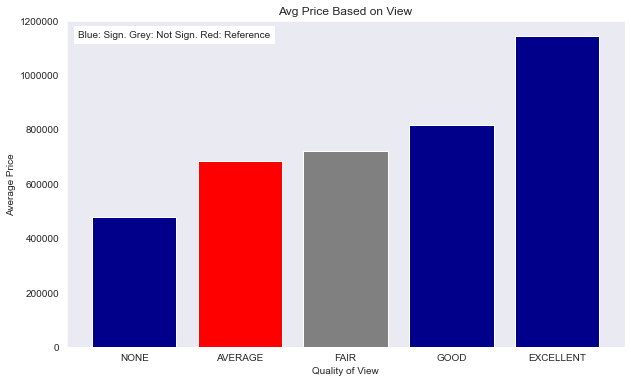 Avg Price Based on View
Blue: Sign. Grey: Not Sign. Red: Reference
1200000
1000000
800000
600000
400000
200000
0
Average Price
NONE AVERAGE FAIR GOOD EXCELLENT
Quality of View